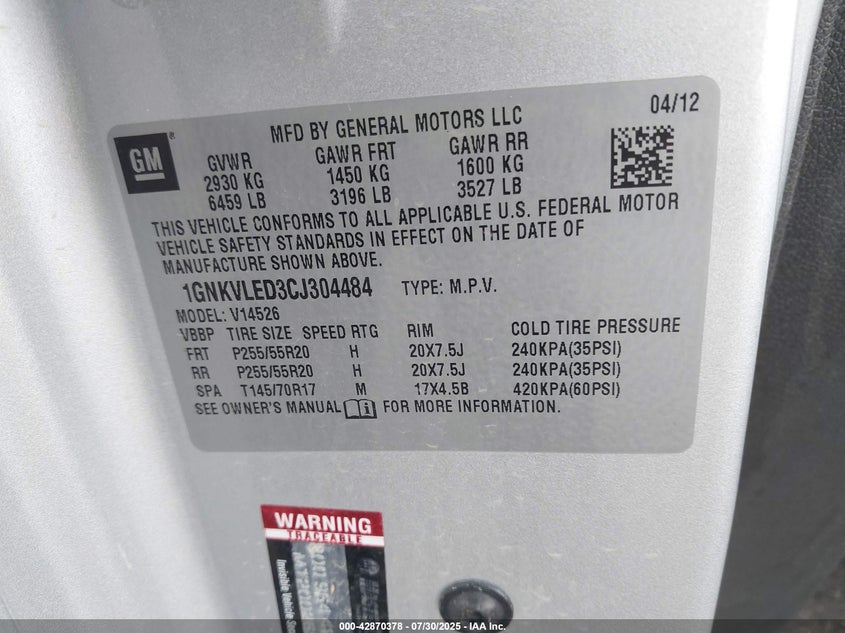 04/12
MFD BY GENERAL MOTORS LLC
GM ®
GVWR GAWR FRT GAWR RR
2930 KG 1450 KG 1600 KG
6459 LB 3196 LB 3527 LB
THIS VEHICLE CONFORMS TO ALL APPLICABLE U.S. FEDERAL MOTOR
VEHICLE SAFETY STANDARDS IN EFFECT ON THE DATE OF
MANUFACTURE SHOWN ABOVE.
1GNKVLED3CJ304484 TYPE: M.P.V.
MODEL: V14526
VBBP TIRE SIZE SPEED RTG RIM COLD TIRE PRESSURE
FRT P255/55R20 H 20X7.5J 240KPA(35PSI)
RR P255/55R20 H 20X7.5J 240KPA(35PSI)
SPA T145/70R17 M 17X4.5B 420KPA(60PSI)
SEE OWNER'S MANUAL FOR MORE INFORMATION.
WARNING
TRACEABLE
Invisible Vehicle
000-42870378 - 07/30/2025 - IAA Inc.